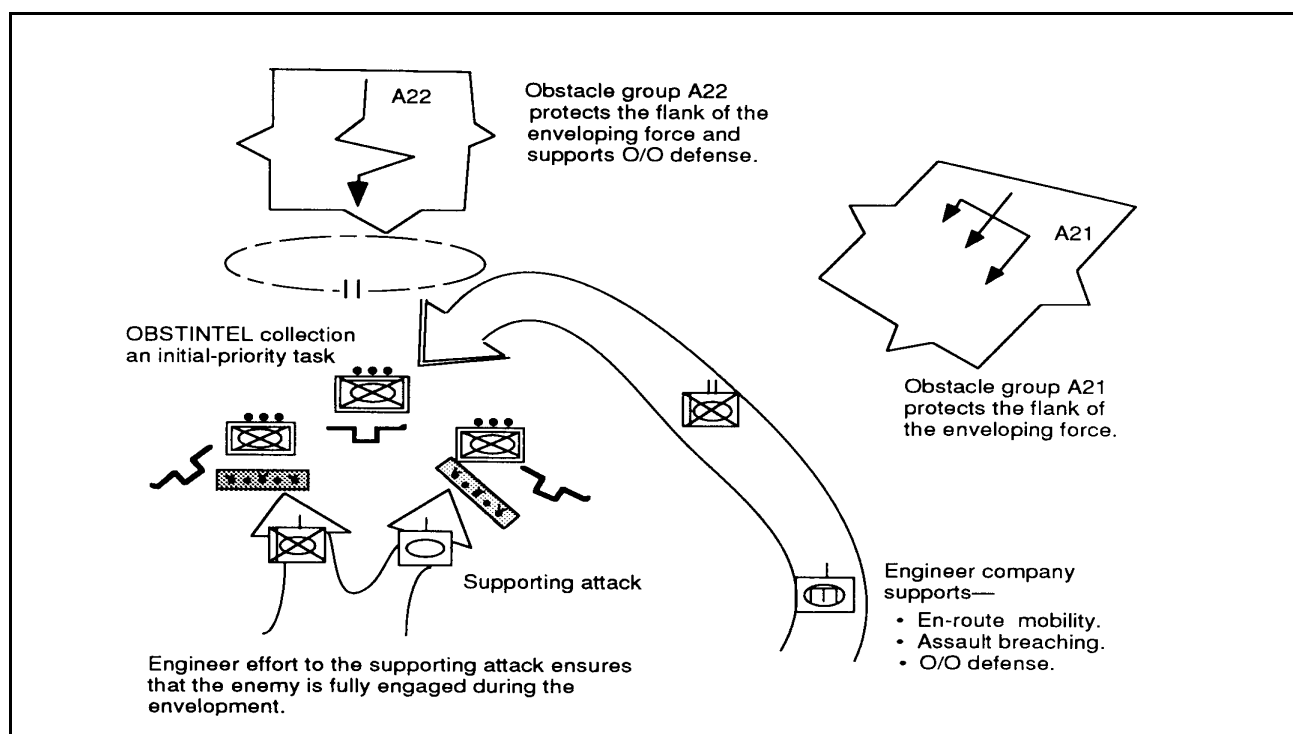 A22
Obstacle group A22
protects the flank of the
enveloping force and
supports O/O defense.
A21
OBSTINTEL collection
an initial-priority task
Obstacle group A21
protects the flank of
the enveloping force.
Supporting attack
Engineer company
supports—
• En-route mobility.
• Assault breaching.
• O/O defense.
Engineer effort to the supporting attack ensures
that the enemy is fully engaged during the
envelopment.